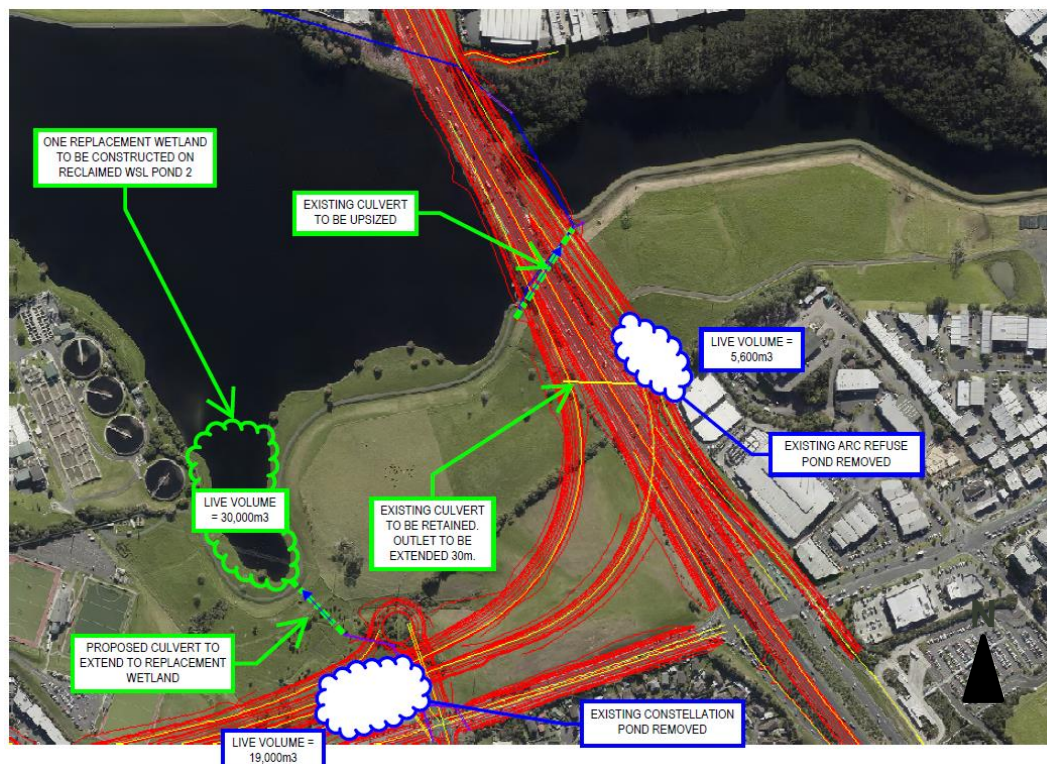 ONE REPLACEMENT WETLAND
TO BE CONSTRUCTED ON
RECLAIMED WSL POND 2
EXISTING CULVERT
TO BE UPSIZED
LIVE VOLUME =
5,600m3
EXISTING ARC REFUSE
POND REMOVED
LIVE VOLUME
= 30,000m3
EXISTING CULVERT
TO BE RETAINED.
OUTLET TO BE
EXTENDED 30m.
N
PROPOSED CULVERT TO
EXTEND TO REPLACEMENT
WETLAND
EXISTING CONSTELLATION
POND REMOVED
LIVE VOLUME =
19,000m3